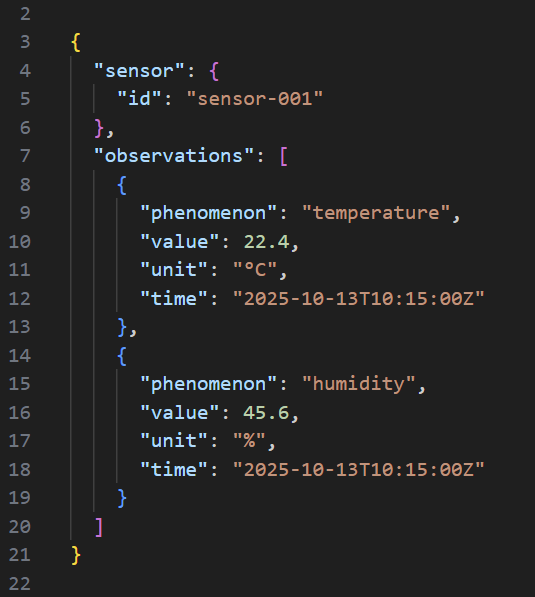 2
3 {
4 "sensor": {
5 "id": "sensor-001"
6 },
7 "observations": [
8 {
9 "phenomenon": "temperature",
10 "value": 22.4,
11 "unit": "°C",
12 "time": "2025-10-13T10:15:00Z"
13 },
14 {
15 "phenomenon": "humidity",
16 "value": 45.6,
17 "unit": "%",
18 "time": "2025-10-13T10:15:00Z"
19 }
20 ]
21 }
22